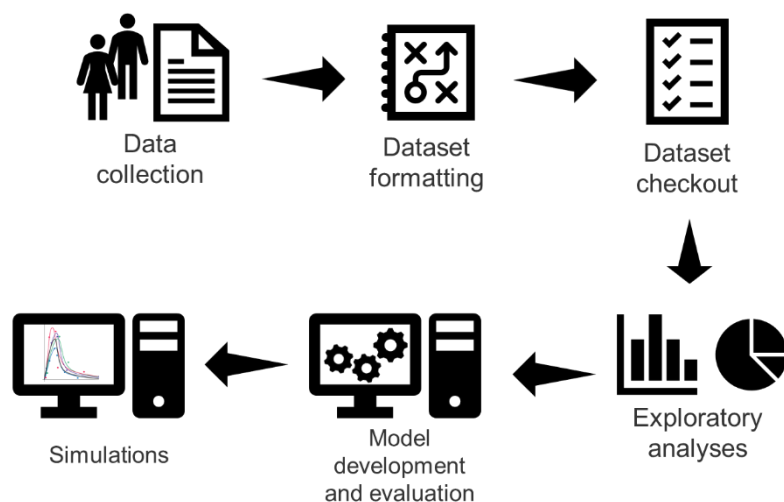 Data
collection
Dataset
formatting
Dataset
checkout
Exploratory
analyses
Model
development
and evaluation
Simulations